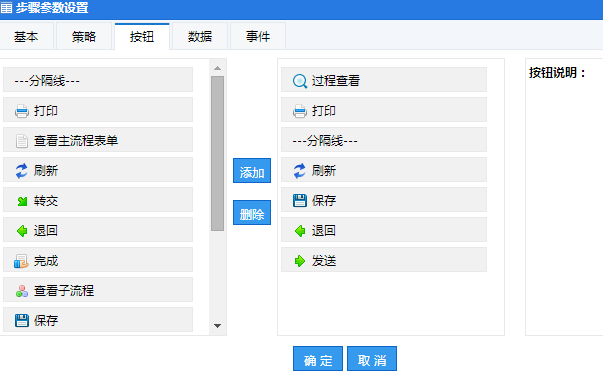 步骤参数设置
基本 策略 按钮 数据 事件
---分隔线---
打印
查看主流程表单
刷新
转交
退回
完成
查看子流程
保存
添加
删除
过程查看
打印
---分隔线---
刷新
保存
退回
发送
按钮说明：
确 定 取 消